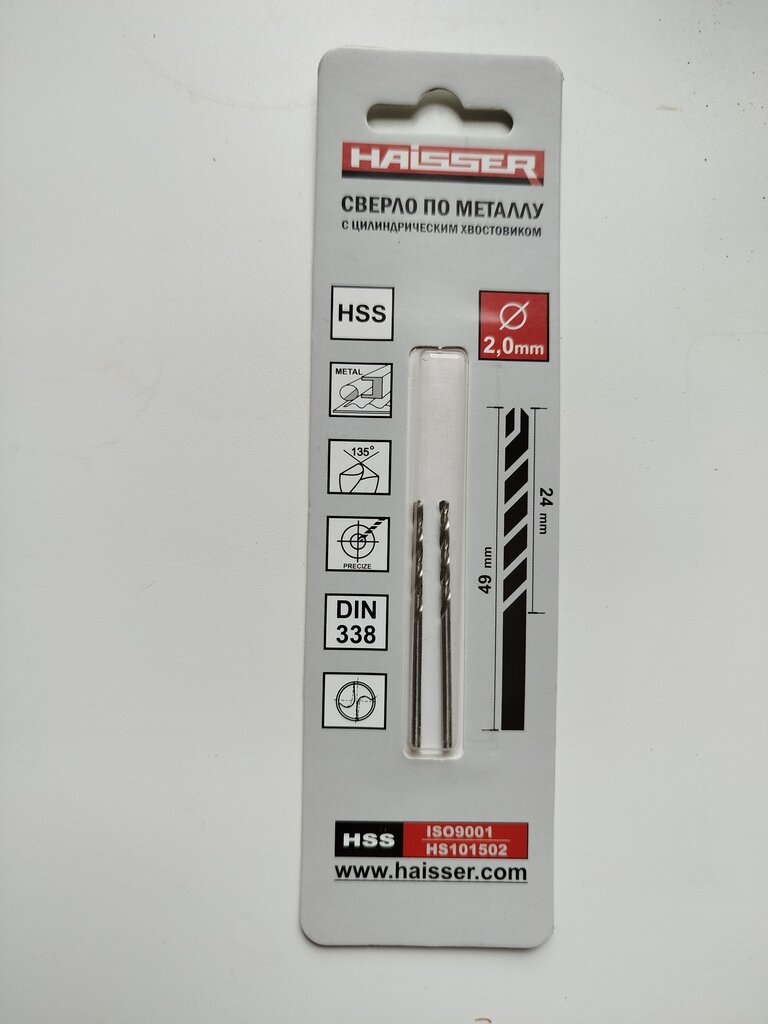 HAISSER
СВЕРЛО ПО МЕТАЛЛУ
С ЦИЛИНДРИЧЕСКИМ ХВОСТОВИКОМ
HSS
2,0mm
METAL
135°
24 mm
49 mm
PRECIZE
DIN
338
HSS
ISO9001
HS101502
www.haisser.com